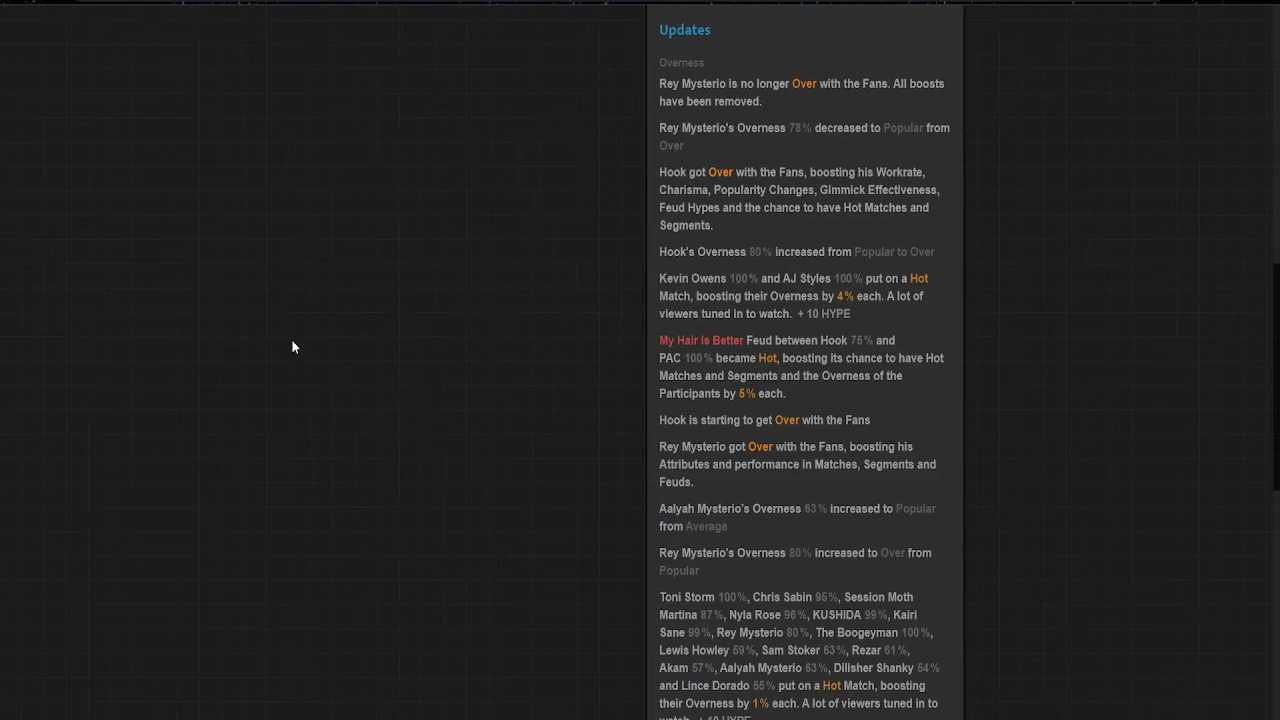 Updates
Overness
Rey Mysterio is no longer Over with the Fans. All boosts
have been removed.
Rey Mysterio's Overness 78% decreased to Popular from
Over
Hook got Over with the Fans, boosting his Workrate,
Charisma, Popularity Changes, Gimmick Effectiveness,
Feud Hypes and the chance to have Hot Matches and
Segments.
Hook's Overness 80% increased from Popular to Over
Kevin Owens 100% and AJ Styles 100% put on a Hot
Match, boosting their Overness by 4% each. A lot of
viewers tuned in to watch. + 10 HYPE
My Hair Is Better Feud between Hook 75% and
PAC 100% became Hot, boosting its chance to have Hot
Matches and Segments and the Overness of the
Participants by 5% each.
Hook is starting to get Over with the Fans
Rey Mysterio got Over with the Fans, boosting his
Attributes and performance in Matches, Segments and
Feuds.
Aalyah Mysterio's Overness 63% increased to Popular
from Average
Rey Mysterio's Overness 80% increased to Over from
Popular
Toni Storm 100%, Chris Sabin 95%, Session Moth
Martina 87%, Nyla Rose 96%, KUSHIDA 99%, Kairi
Sane 99%, Rey Mysterio 80%, The Boogeyman 100%,
Lewis Howley 59%, Sam Stoker 63%, Rezar 61%,
Akam 57%, Aalyah Mysterio 63%, Dilisher Shanky 54%
and Lince Dorado 55% put on a Hot Match, boosting
their Overness by 1% each. A lot of viewers tuned in to
watch. + 10 HYPE